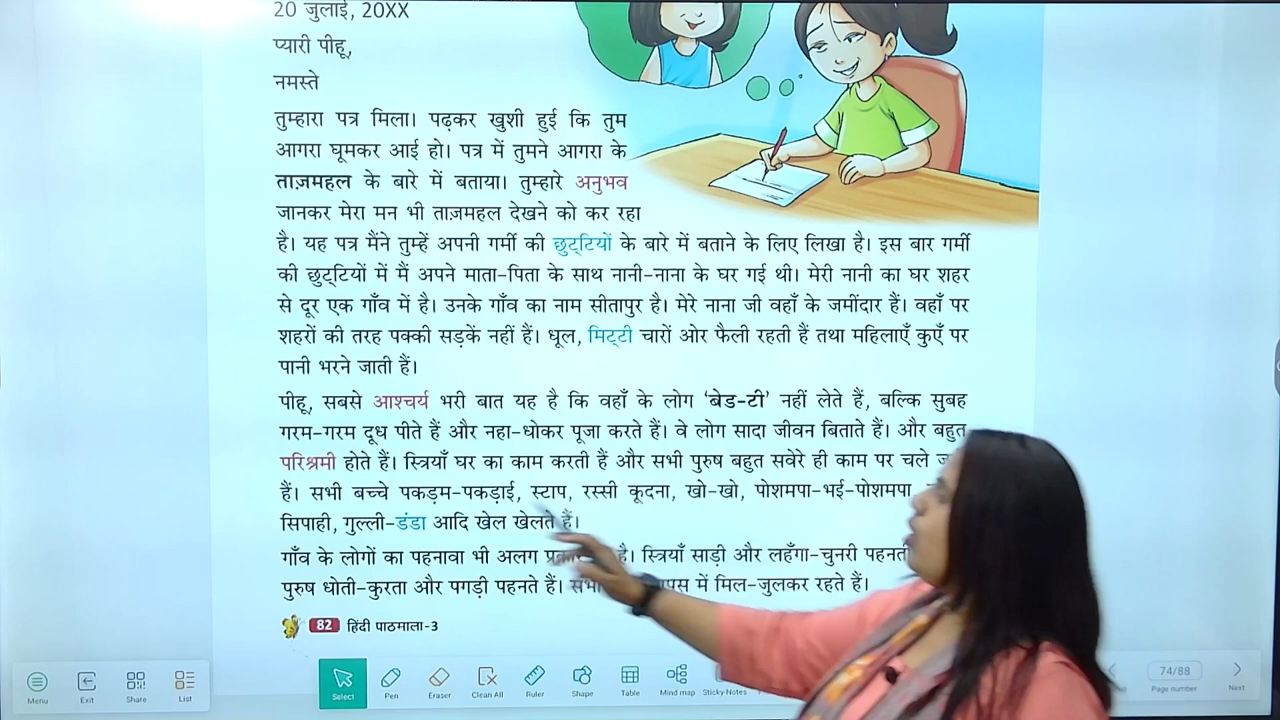 20 जुलाई, 20XX
प्यारी पीहू,
नमस्ते
तुम्हारा पत्र मिला। पढ़कर खुशी हुई कि तुम
आगरा घूमकर आई हो। पत्र में तुमने आगरा के
ताज़महल के बारे में बताया। तुम्हारे अनुभव
जानकर मेरा मन भी ताज़महल देखने को कर रहा
है। यह पत्र मैंने तुम्हें अपनी गर्मी की छुट्टियों के बारे में बताने के लिए लिखा है। इस बार गर्मी
की छुट्टियों में मैं अपने माता-पिता के साथ नानी-नाना के घर गई थी। मेरी नानी का घर शहर
से दूर एक गाँव में है। उनके गाँव का नाम सीतापुर है। मेरे नाना जी वहाँ के जमींदार हैं। वहाँ पर
शहरों की तरह पक्की सड़कें नहीं हैं। धूल, मिट्टी चारों ओर फैली रहती हैं तथा महिलाएँ कुएँ पर
पानी भरने जाती हैं।
पीहू, सबसे आश्चर्य भरी बात यह है कि वहाँ के लोग ‘बेड-टी’ नहीं लेते हैं, बल्कि सुबह
गरम-गरम दूध पीते हैं और नहा-धोकर पूजा करते हैं। वे लोग सादा जीवन बिताते हैं। और बहुत
परिश्रमी होते हैं। स्त्रियाँ घर का काम करती हैं और सभी पुरुष बहुत सवेरे ही काम पर चले
हैं। सभी बच्चे पकड़म-पकड़ाई, स्टाप, रस्सी कूदना, खो-खो, पोशमपा-भई-पोशमपा
सिपाही, गुल्ली-डंडा आदि खेल खेलते हैं।
गाँव के लोगों का पहनावा भी अलग है। स्त्रियाँ साड़ी और लहँगा-चुनरी
पुरुष धोती-कुरता और पगड़ी पहनते हैं। में मिल-जुलकर रहते हैं।
82 हिंदी पाठमाला-3
Menu Exit Share List Select Pen Eraser Clean All Ruler Shape Table Mind map Sticky Notes 74/88 Page number Next